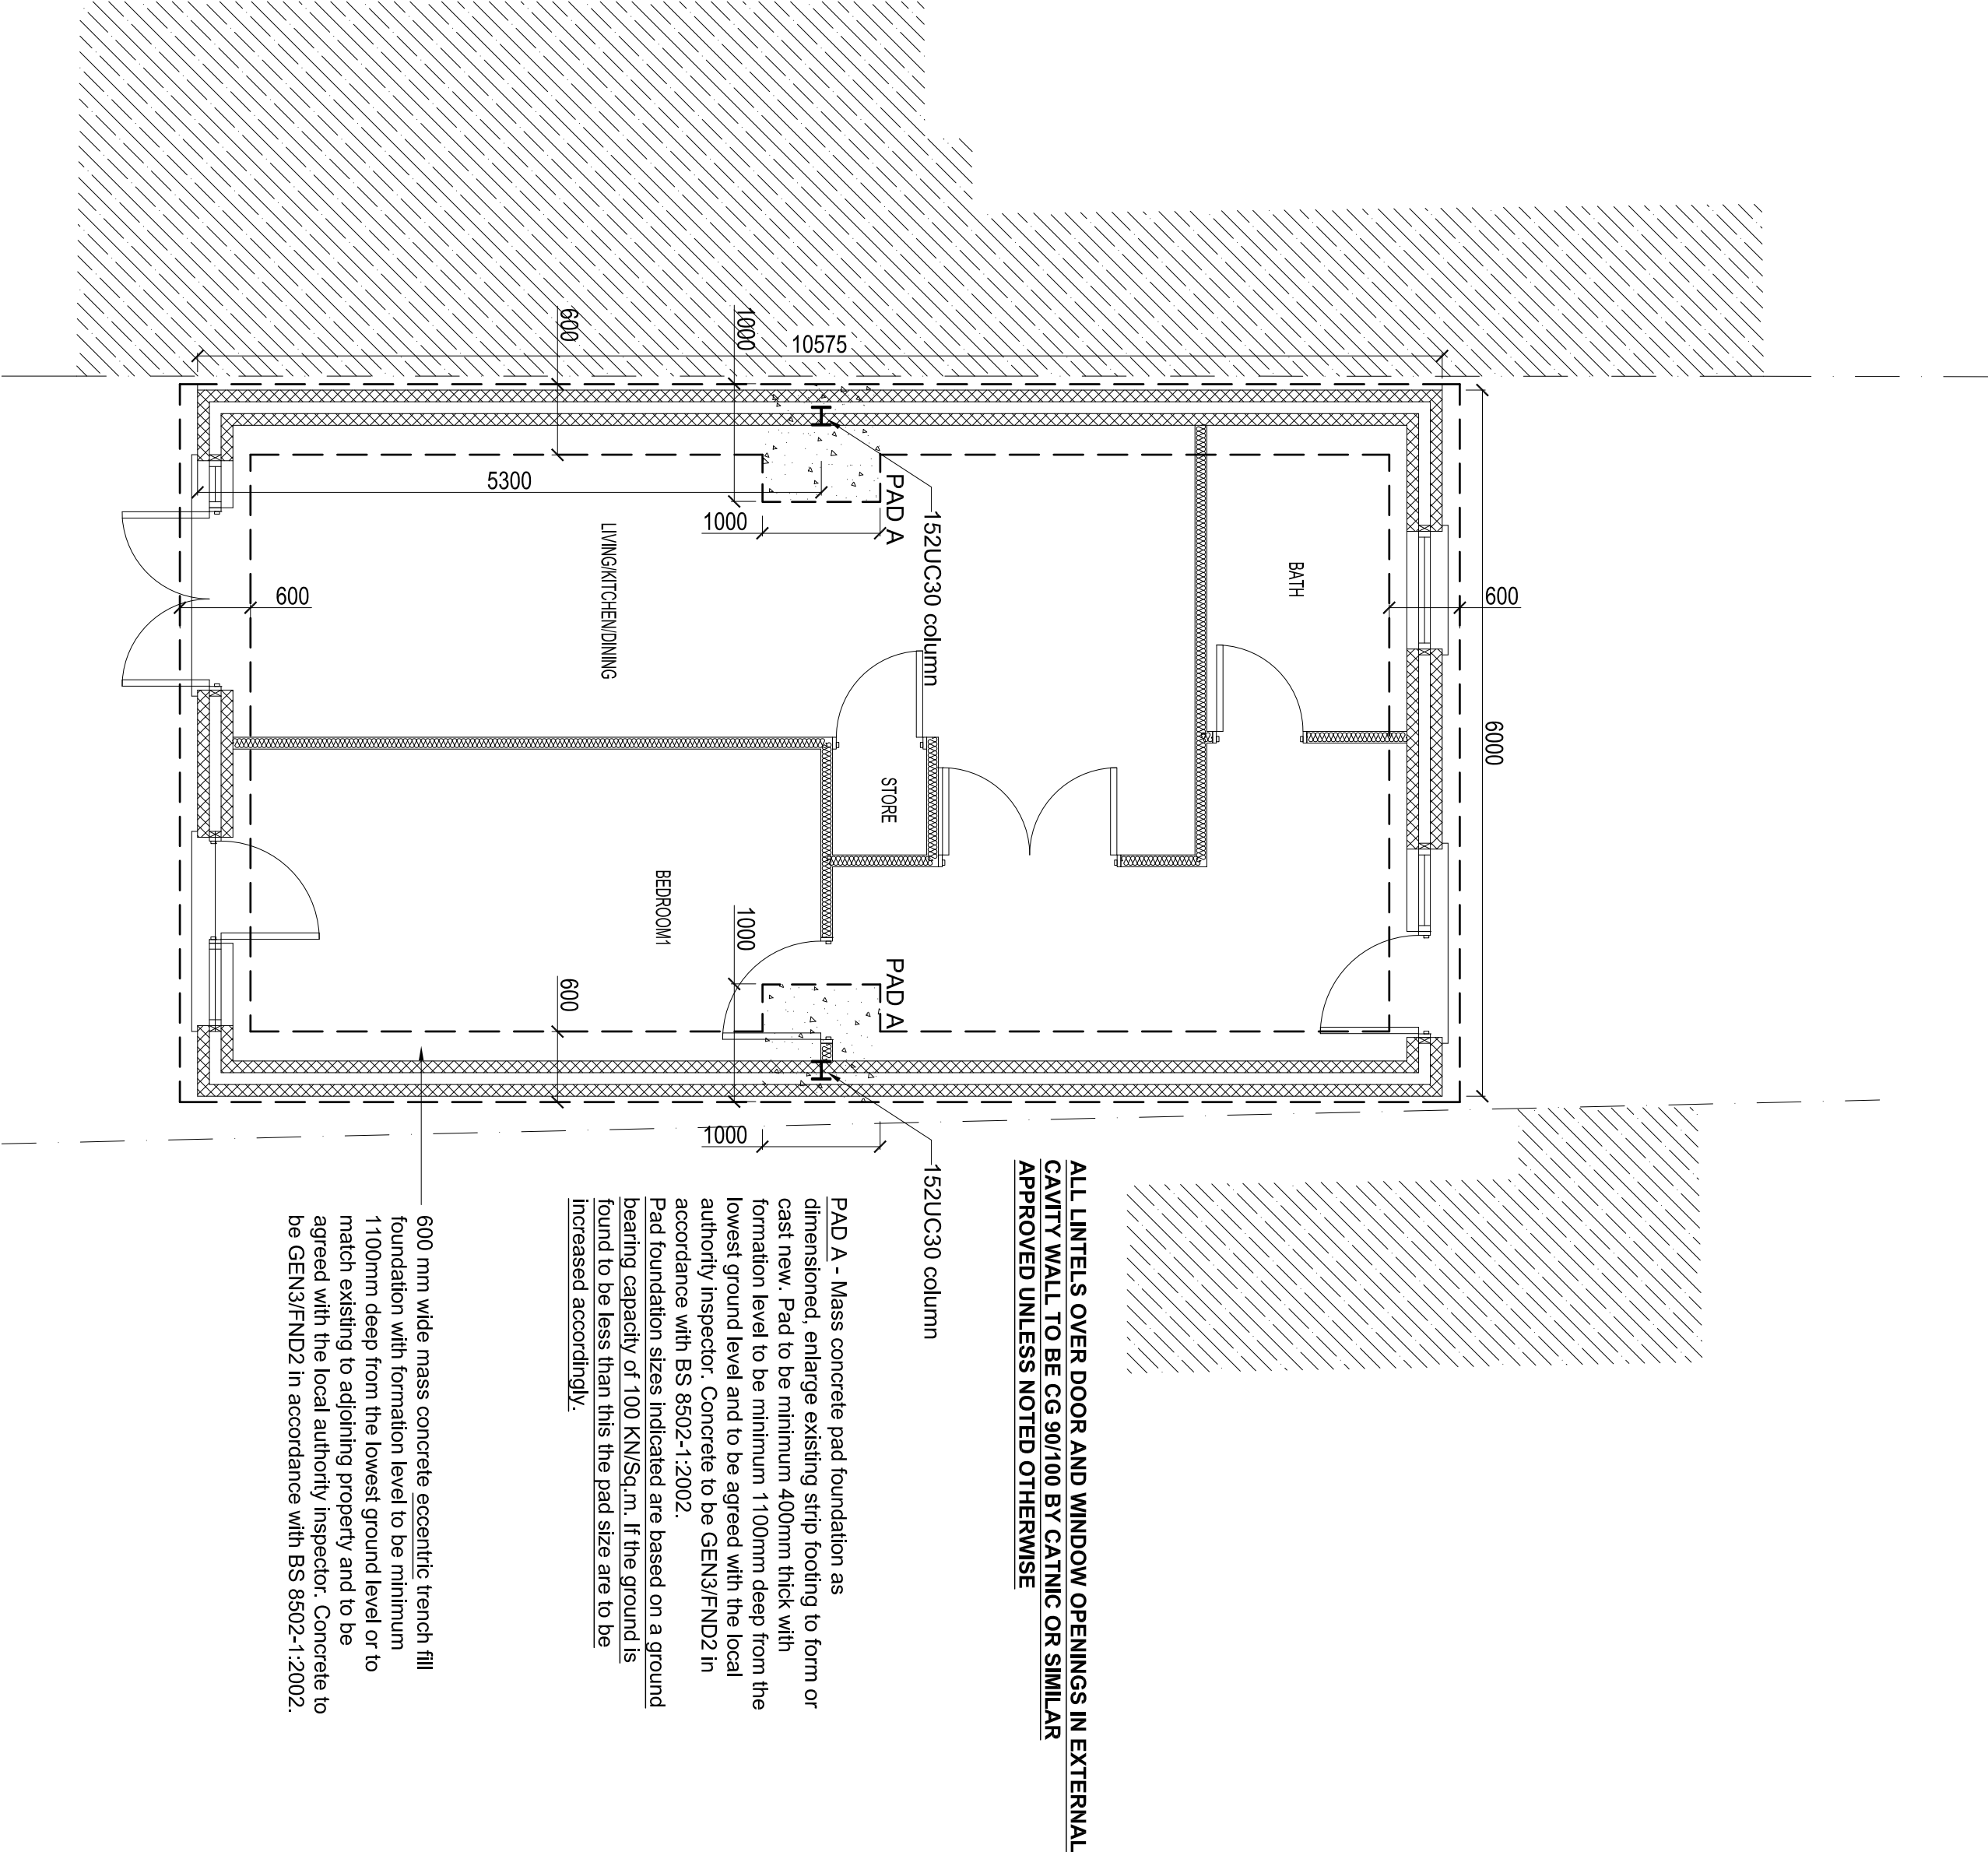 ALL LINTELS OVER DOOR AND WINDOW OPENINGS IN EXTERNAL
CAVITY WALL TO BE CG 90/100 BY CATNIC OR SIMILAR
APPROVED UNLESS NOTED OTHERWISE
6000
600
BATH
152UC30 column
152UC30 column
PAD A
PAD A
STORE
PAD A - Mass concrete pad foundation as
dimensioned, enlarge existing strip footing to form or
cast new. Pad to be minimum 400mm thick with
formation level to be minimum 1100mm deep from the
lowest ground level and to be agreed with the local
authority inspector. Concrete to be GEN3/FND2 in
accordance with BS 8502-1:2002.
Pad foundation sizes indicated are based on a ground
bearing capacity of 100 KN/Sq.m. If the ground is
found to be less than this the pad size are to be
increased accordingly.
10575
1000
1000
1000
1000
BEDROOM1
LIVING/KITCHEN/DINING
600
600
5300
600
600 mm wide mass concrete eccentric trench fill
foundation with formation level to be minimum
1100mm deep from the lowest ground level or to
match existing to adjoining property and to be
agreed with the local authority inspector. Concrete to
be GEN3/FND2 in accordance with BS 8502-1:2002.